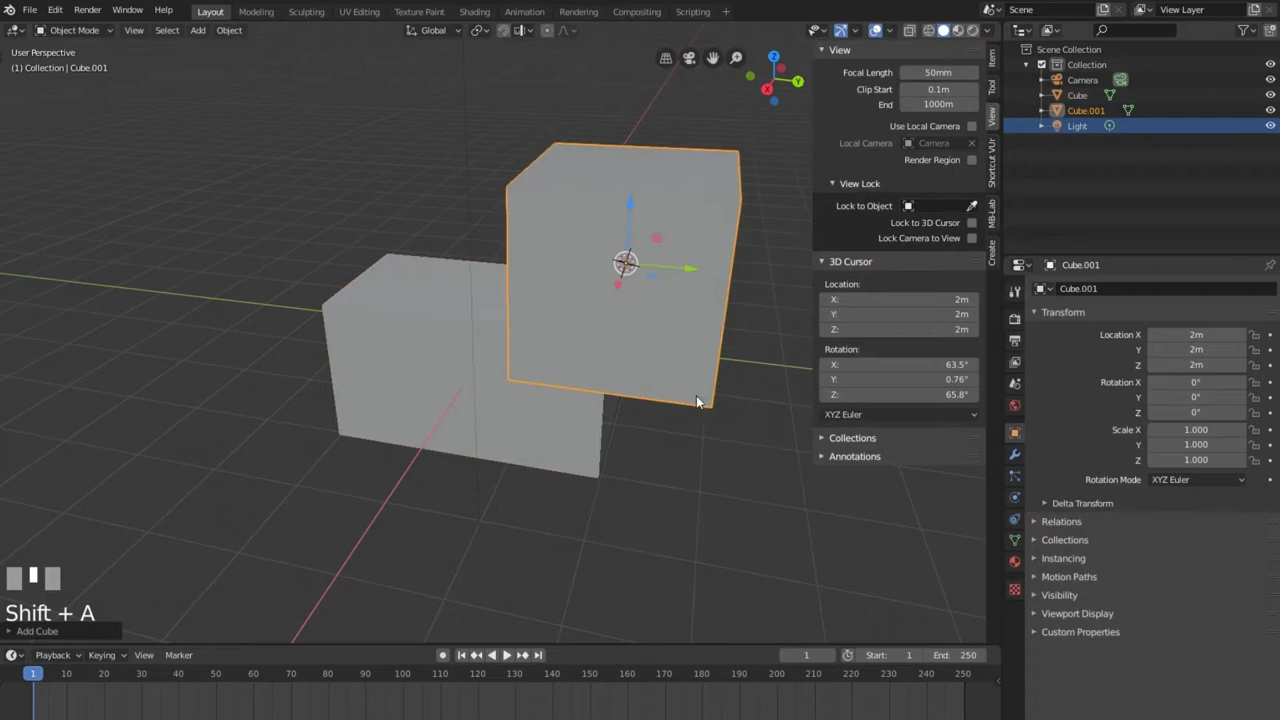 File Edit Render Window Help Layout Modeling Sculpting UV Editing Texture Paint Shading Animation Rendering Compositing Scripting + Scene View Layer
Object Mode View Select Add Object Global
User Perspective
(1) Collection | Cube.001
Z
Y
X
View
Focal Length 50mm
Clip Start 0.1m
End 1000m
Use Local Camera
Local Camera Camera
Render Region
View Lock
Lock to Object
Lock to 3D Cursor
Lock Camera to View
3D Cursor
Location:
X: 2m
Y: 2m
Z: 2m
Rotation:
X: 63.5°
Y: 0.76°
Z: 65.8°
XYZ Euler
Collections
Annotations
Item
Tool
View
Shortcut VUr
MB-Lab
Create
Scene Collection
Collection
Camera
Cube
Cube.001
Light
Cube.001
Cube.001
Transform
Location X 2m
Y 2m
Z 2m
Rotation X 0°
Y 0°
Z 0°
Scale X 1.000
Y 1.000
Z 1.000
Rotation Mode XYZ Euler
Delta Transform
Relations
Collections
Instancing
Motion Paths
Visibility
Viewport Display
Custom Properties
Shift + A
Add Cube
Playback Keying View Marker 1 Start: 1 End: 250
1 10 20 30 40 50 60 70 80 90 100 110 120 130 140 150 160 170 180 190 200 210 220 230 240 250